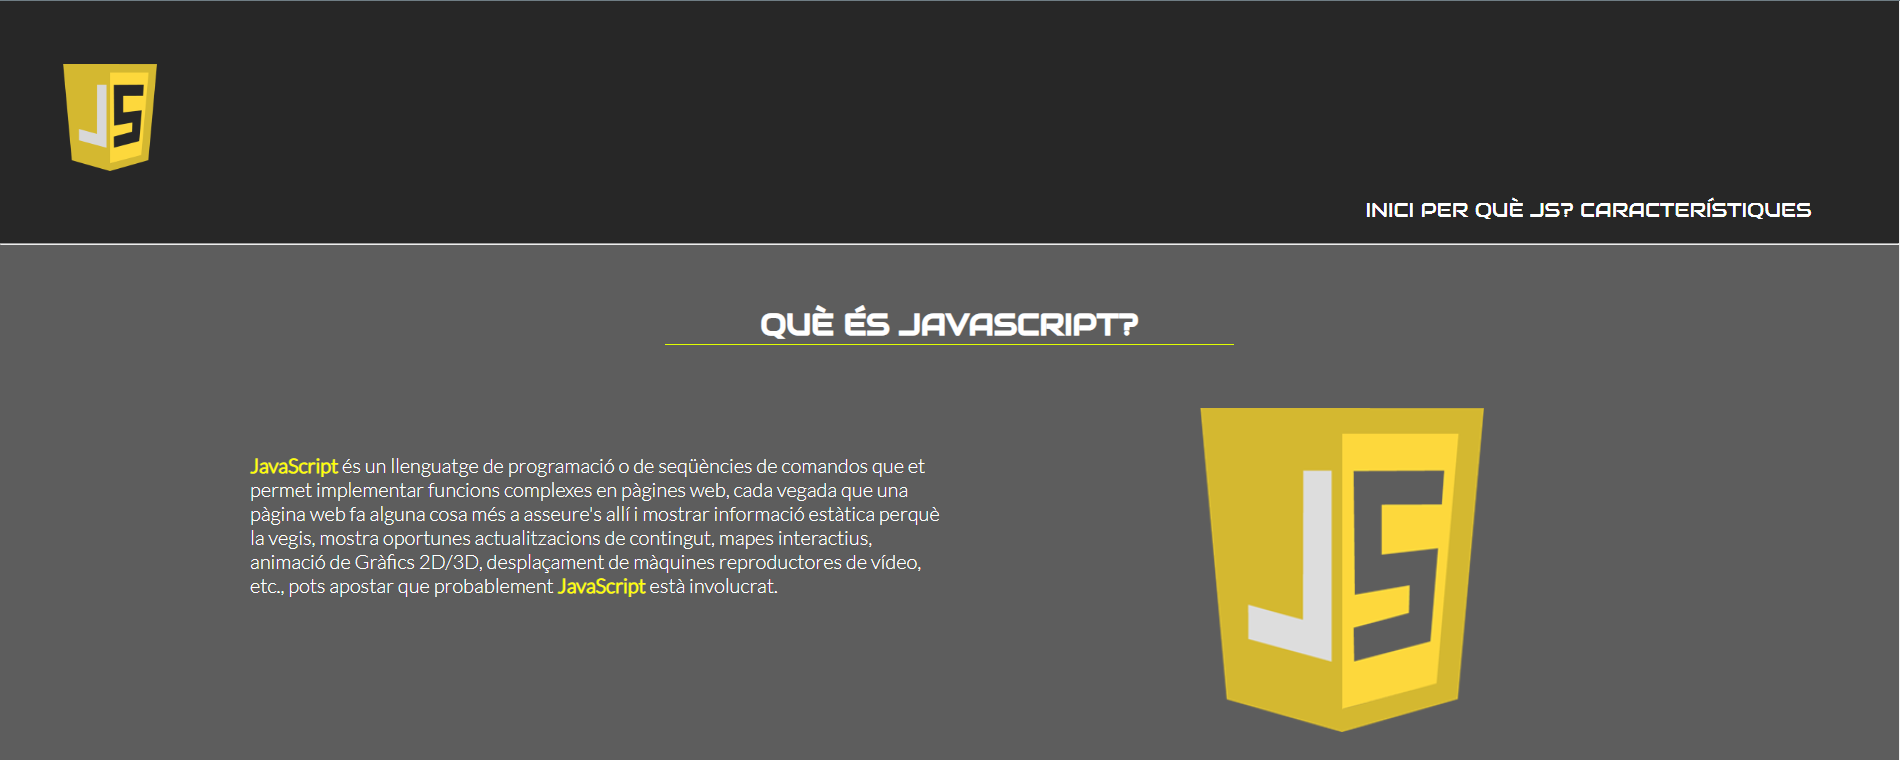 JS
INICI PER QUÈ JS? CARACTERÍSTIQUES
QUÈ ÉS JAVASCRIPT?
JavaScript és un llenguatge de programació o de seqüències de comandos que et
permet implementar funcions complexes en pàgines web, cada vegada que una
pàgina web fa alguna cosa més a asseure's allí i mostrar informació estàtica perquè
la vegis, mostra oportunes actualitzacions de contingut, mapes interactius,
animació de Gràfics 2D/3D, desplaçament de màquines reproductores de vídeo,
etc., pots apostar que probablement JavaScript està involucrat.
JS